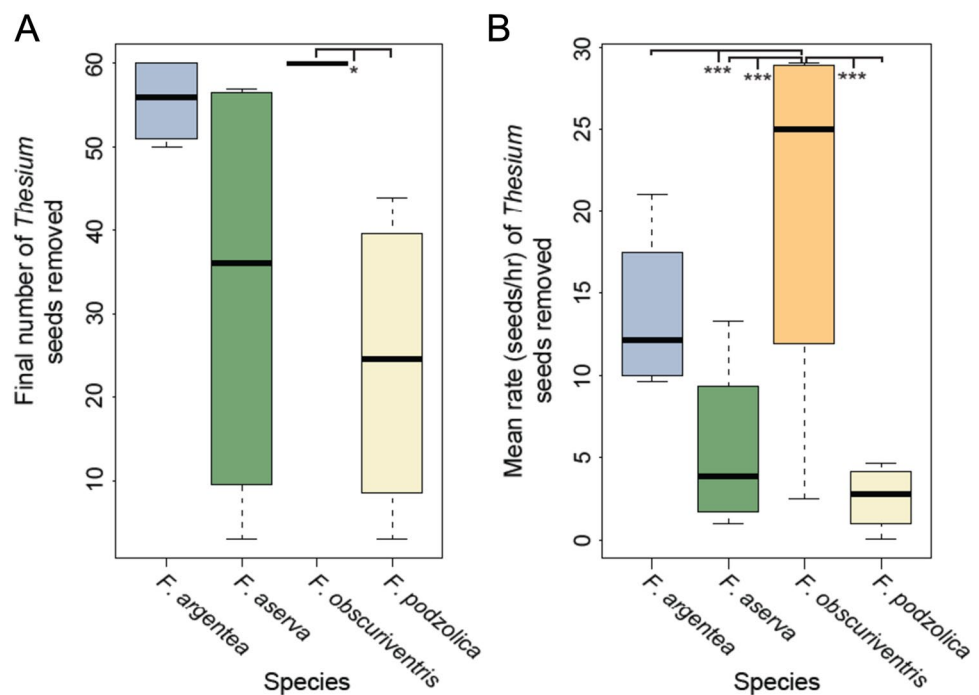 A
Final number of Thesium
seeds removed
60
50
40
30
20
10
*
F. argentea
F. aserva
F. obscuriventris
F. podzolica
Species
B
Mean rate (seeds/hr) of Thesium
seeds removed
30
25
20
15
10
5
0
***
***
***
F. argentea
F. aserva
F. obscuriventris
F. podzolica
Species